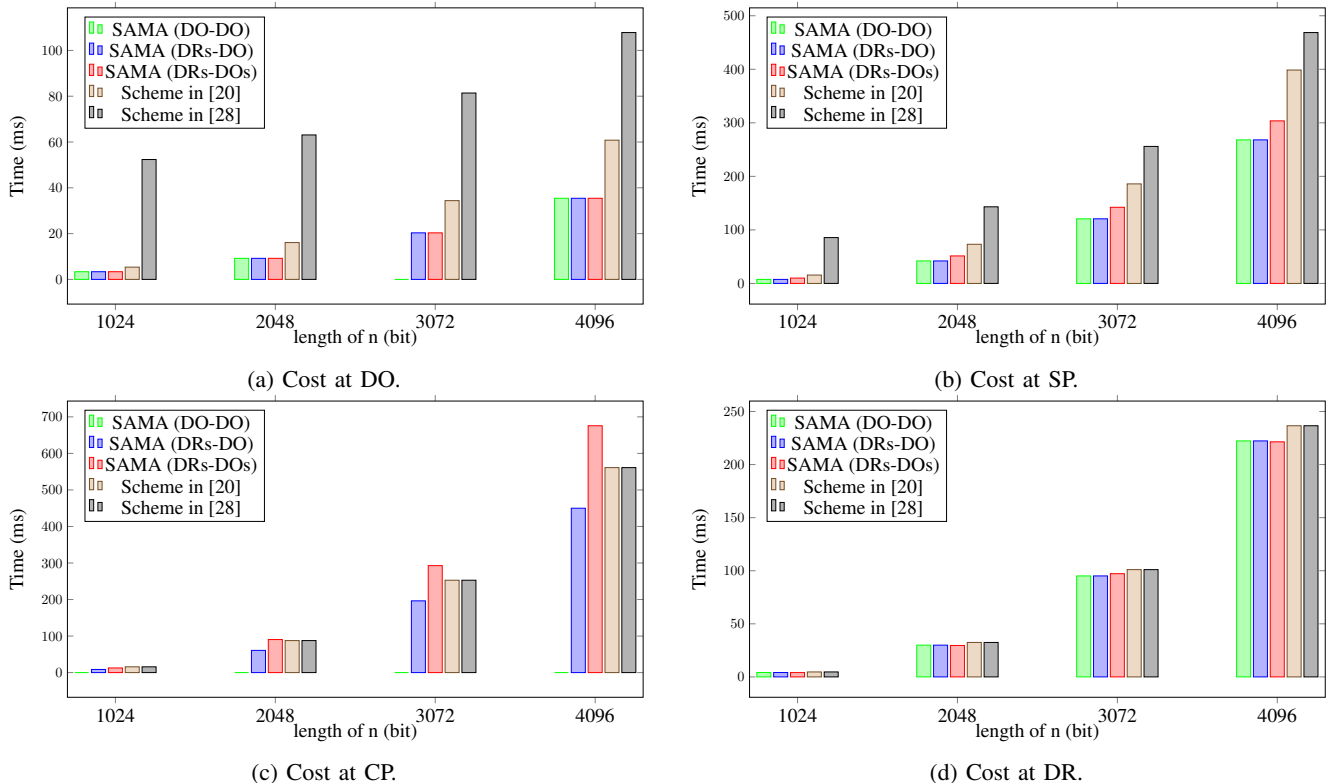 0
20
40
60
80
100
Time (ms)
SAMA (DO-DO)
SAMA (DRs-DO)
SAMA (DRs-DOs)
Scheme in [20]
Scheme in [28]
1024
2048
3072
4096
length of n (bit)
(a) Cost at DO.
0
100
200
300
400
500
Time (ms)
SAMA (DO-DO)
SAMA (DRs-DO)
SAMA (DRs-DOs)
Scheme in [20]
Scheme in [28]
1024
2048
3072
4096
length of n (bit)
(b) Cost at SP.
0
100
200
300
400
500
600
700
Time (ms)
SAMA (DO-DO)
SAMA (DRs-DO)
SAMA (DRs-DOs)
Scheme in [20]
Scheme in [28]
1024
2048
3072
4096
length of n (bit)
(c) Cost at CP.
0
50
100
150
200
250
Time (ms)
SAMA (DO-DO)
SAMA (DRs-DO)
SAMA (DRs-DOs)
Scheme in [20]
Scheme in [28]
1024
2048
3072
4096
length of n (bit)
(d) Cost at DR.